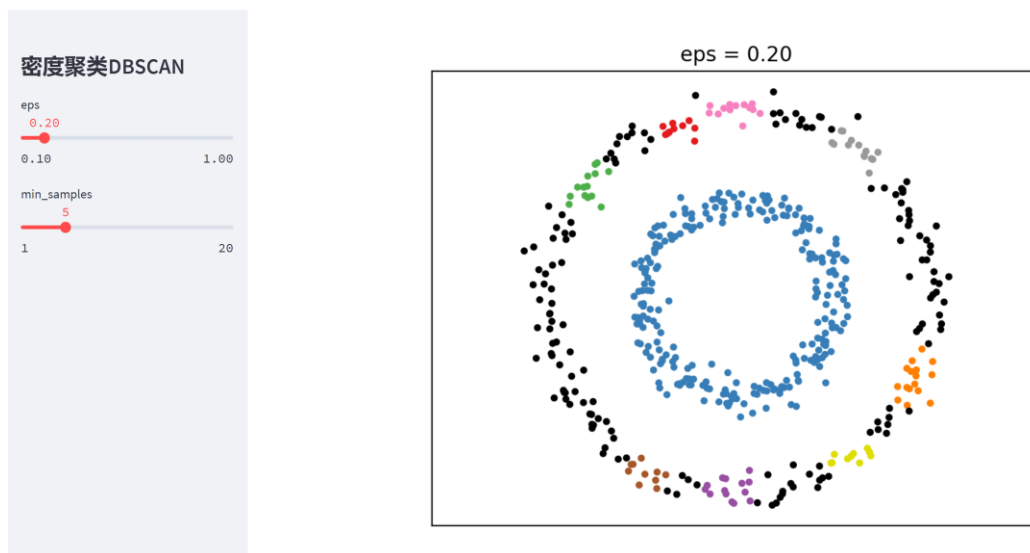 密度聚类DBSCAN
eps
0.20
0.10 1.00
min_samples
5
1 20
eps = 0.20